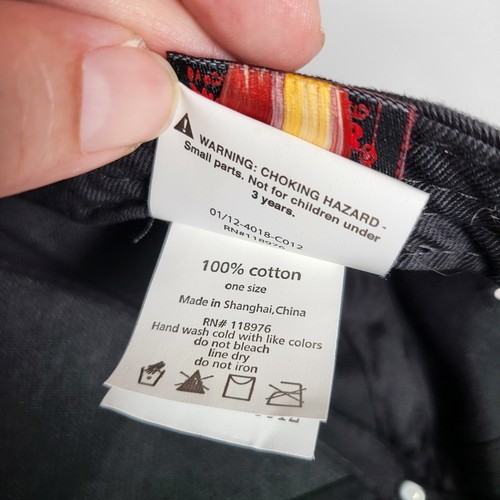 WARNING: CHOKING HAZARD -
Small parts. Not for children under
3 years.
01/12-4018-C012
RN#118976
100% cotton
one size
Made in Shanghai,China
RN# 118976
Hand wash cold with like colors
do not bleach
line dry
do not iron